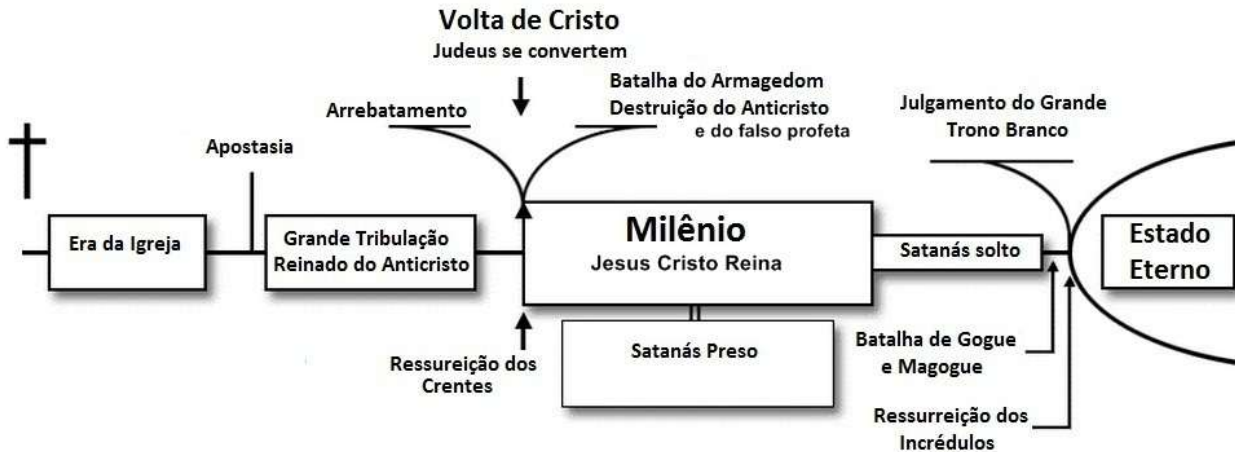 Volta de Cristo
Judeus se convertem
Arrebatamento
Batalha do Armagedom
Destruição do Anticristo
e do falso profeta
Julgamento do Grande
Trono Branco
Apostasia
Era da Igreja
Grande Tribulação
Reinado do Anticristo
Milênio
Jesus Cristo Reina
Satanás solto
Estado
Eterno
Ressureição dos
Crentes
Satanás Preso
Batalha de Gogue
e Magogue
Ressurreição dos
Incrédulos